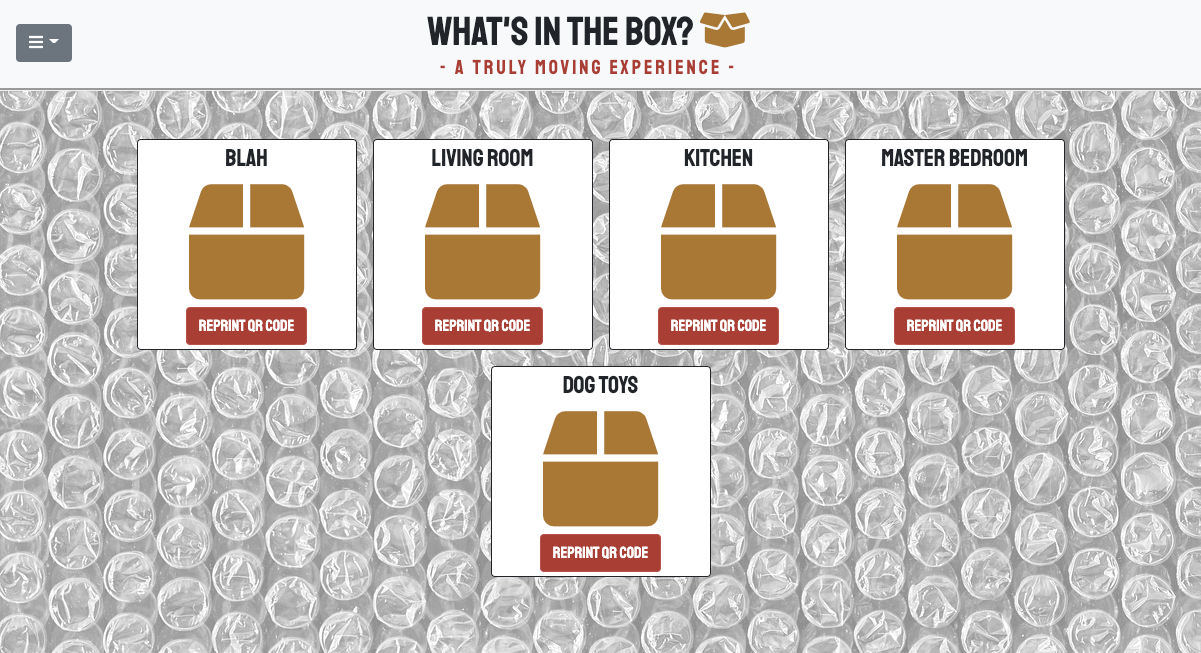 WHAT'S IN THE BOX?
- A TRULY MOVING EXPERIENCE -
BLAH
LIVING ROOM
KITCHEN
MASTER BEDROOM
REPRINT QR CODE
REPRINT QR CODE
REPRINT QR CODE
REPRINT QR CODE
DOG TOYS
REPRINT QR CODE